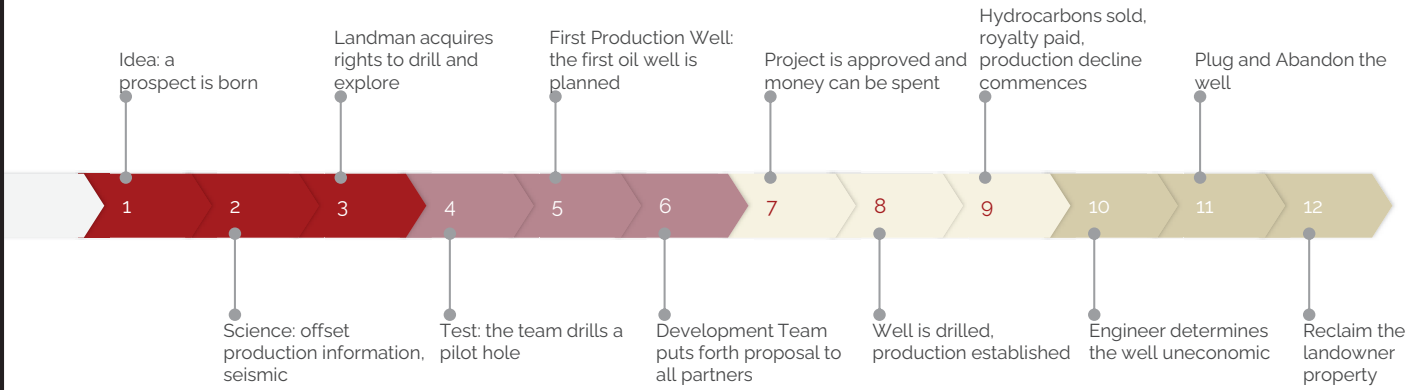 Idea: a
prospect is born
Landman acquires
rights to drill and
explore
First Production Well:
the first oil well is
planned
Project is approved and
money can be spent
Hydrocarbons sold,
royalty paid,
production decline
commences
Plug and Abandon the
well
1
2
3
4
5
6
7
8
9
10
11
12
Science: offset
production information,
seismic
Test: the team drills a
pilot hole
Development Team
puts forth proposal to
all partners
Well is drilled,
production established
Engineer determines
the well uneconomic
Reclaim the
landowner
property